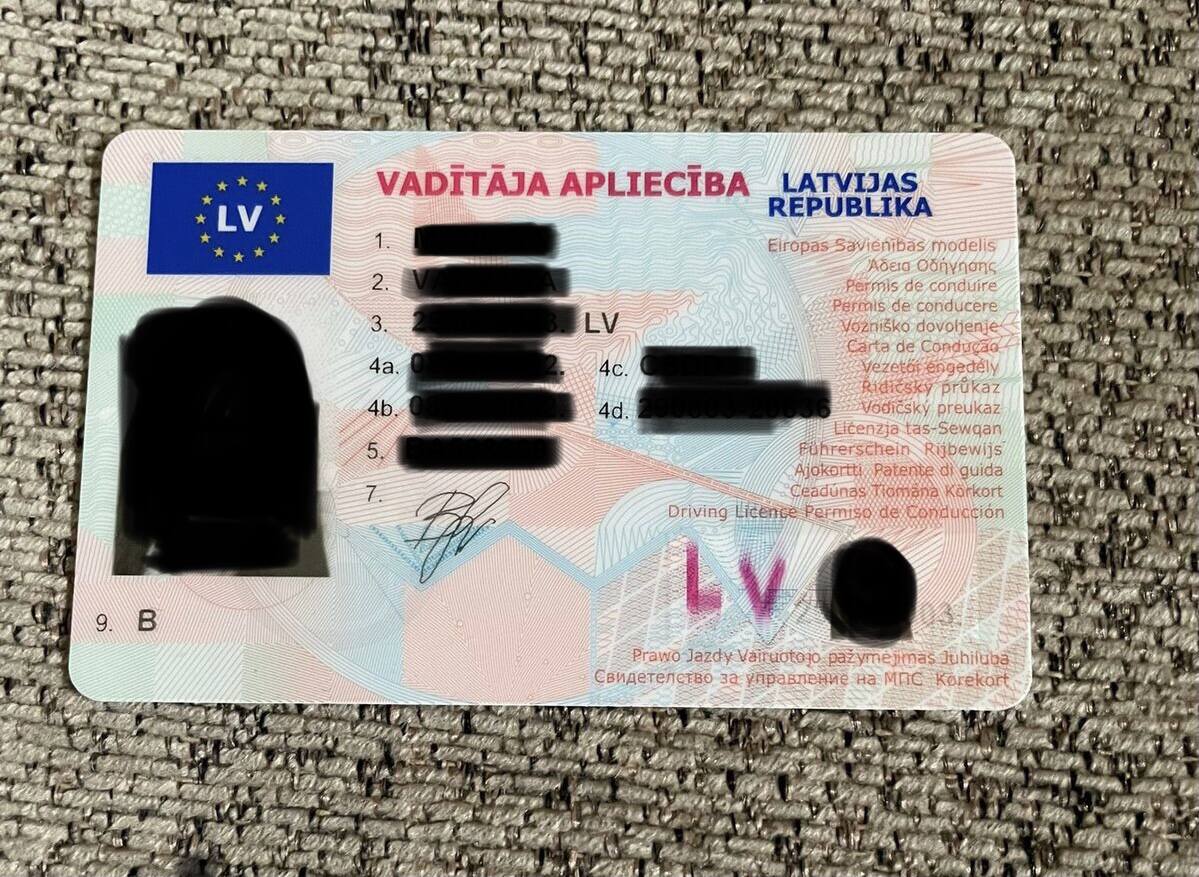 LV
VADĪTĀJA APLIECĪBA
LATVIJAS
REPUBLIKA
1.
2.
3. LV
4a. 4c.
4b. 4d.
5.
7.
9. B
Eiropas Savienības modelis
Άδεια Οδήγησης
Permis de conduire
Permis de conducere
Vozniško dovoljenje
Carta de Condução
Vezetői engedély
Řidičský průkaz
Vodičský preukaz
Liċenzja tas-Sewqan
Führerschein Rijbewijs
Ajokortti Patente di guida
Ceadúnas Tiomána Körkort
Driving Licence Permiso de Conducción
LV
Prawo Jazdy Vairuotojo pažymėjimas Juhiluba
Свидетелство за управление на МПС Kørekort